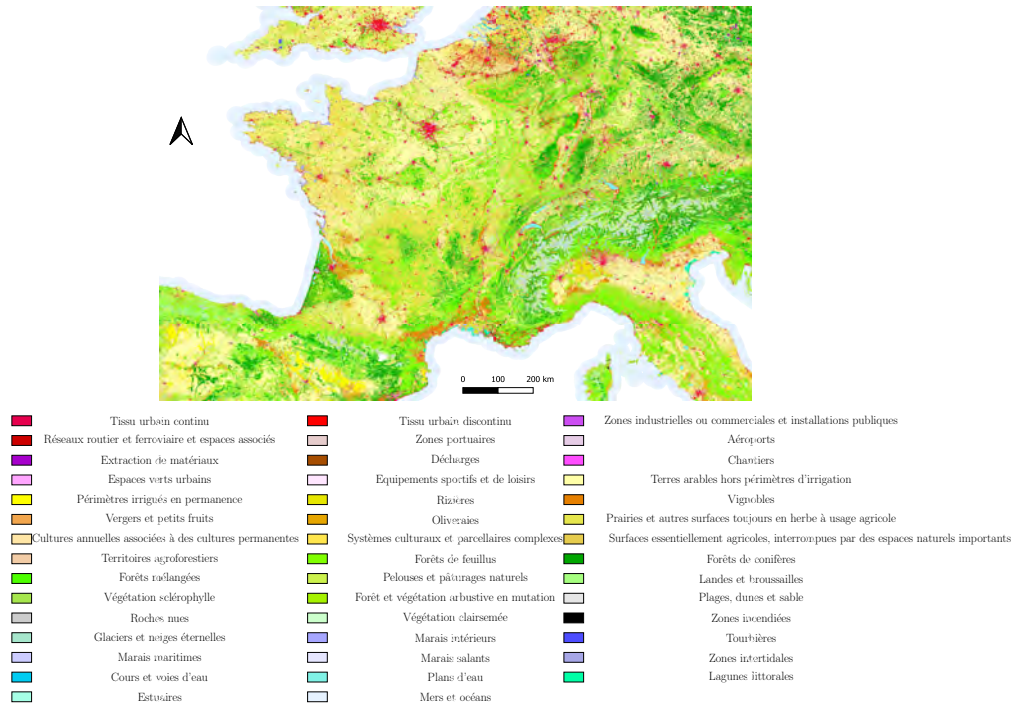 0 100 200 km
Tissu urbain continu
Tissu urbain discontinu
Zones industrielles ou commerciales et installations publiques
Réseaux routier et ferroviaire et espaces associés
Zones portuaires
Aéroports
Extraction de matériaux
Décharges
Chantiers
Espaces verts urbains
Equipements sportifs et de loisirs
Terres arables hors périmètres d'irrigation
Périmètres irrigués en permanence
Rizières
Vignobles
Vergers et petits fruits
Oliveraies
Prairies et autres surfaces toujours en herbe à usage agricole
Cultures annuelles associées à des cultures permanentes
Systèmes culturaux et parcellaires complexes
Surfaces essentiellement agricoles, interrompues par des espaces naturels importants
Territoires agroforestiers
Forêts de feuillus
Forêts de conifères
Forêts mélangées
Pelouses et pâturages naturels
Landes et broussailles
Végétation sclérophylle
Forêt et végétation arbustive en mutation
Plages, dunes et sable
Roches nues
Végétation clairsemée
Zones incendiées
Glaciers et neiges éternelles
Marais intérieurs
Tourbières
Marais maritimes
Marais salants
Zones intertidales
Cours et voies d'eau
Plans d'eau
Lagunes littorales
Estuaires
Mers et océans